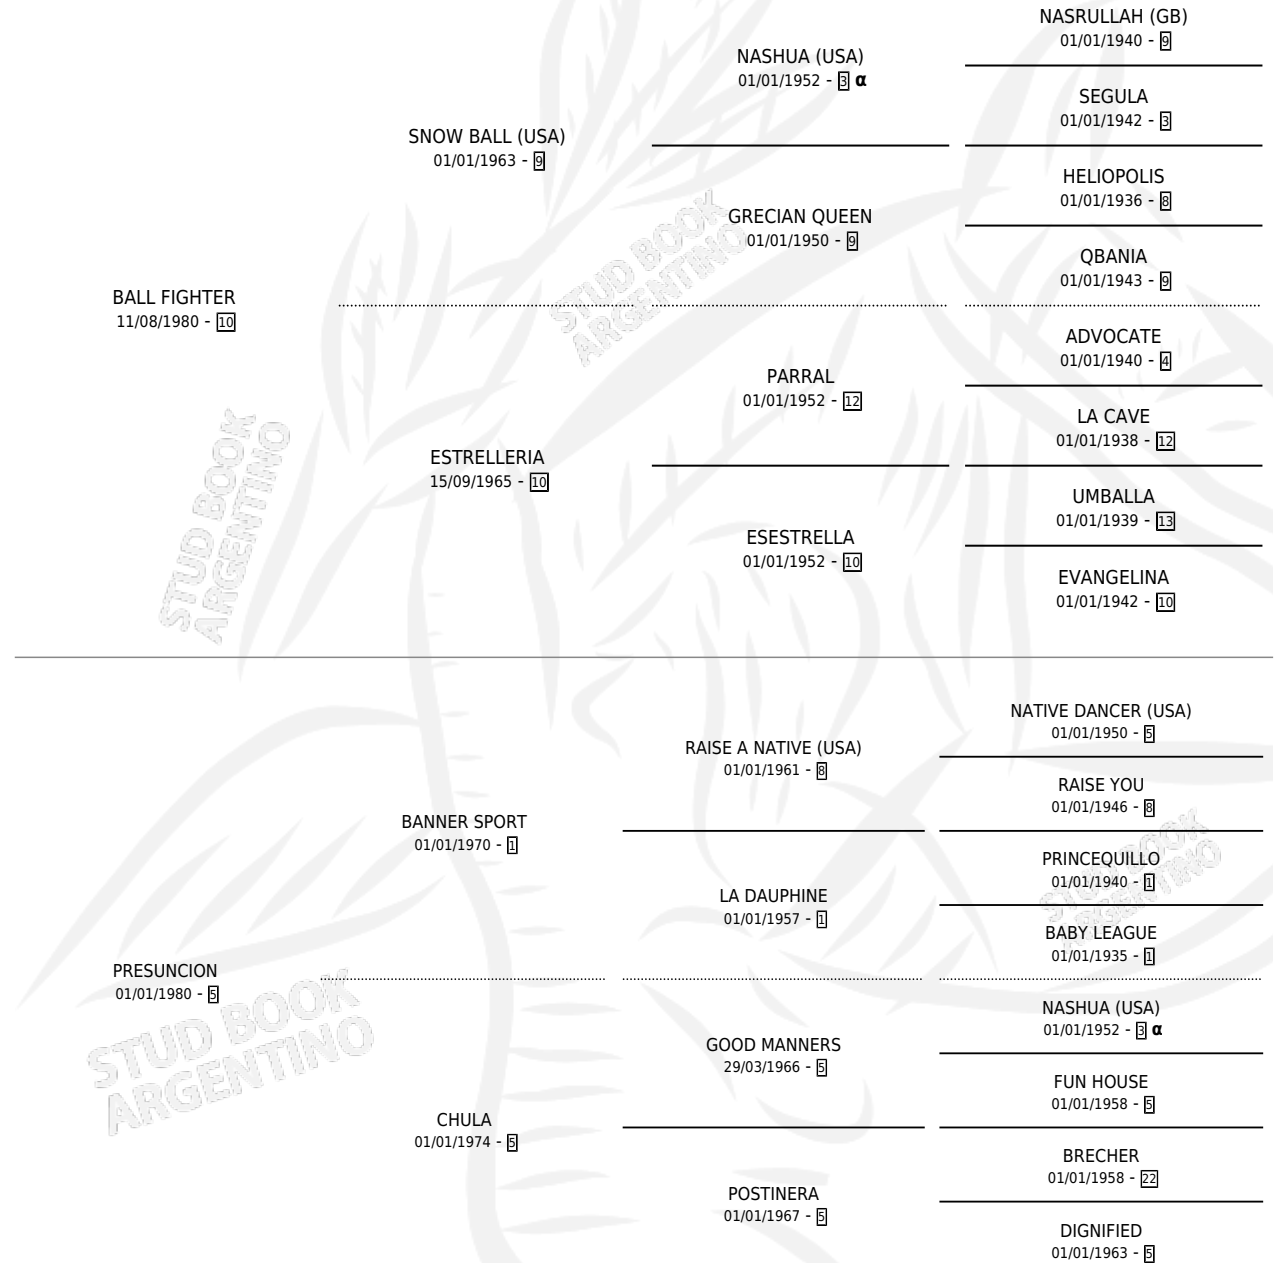 NASRULLAH (GB)
01/01/1940 - 9
NASHUA (USA)
01/01/1952 - 3 α
SEGULA
01/01/1942 - 3
SNOW BALL (USA)
01/01/1963 - 9
HELIOPOLIS
01/01/1936 - 8
GRECIAN QUEEN
01/01/1950 - 9
QBANIA
01/01/1943 - 9
STUD BOOK
ARGENTINO
BALL FIGHTER
11/08/1980 - 10
ADVOCATE
01/01/1940 - 4
PARRAL
01/01/1952 - 12
LA CAVE
01/01/1938 - 12
ESTRELLERIA
15/09/1965 - 10
UMBALLA
01/01/1939 - 13
ESESTRELLA
01/01/1952 - 10
EVANGELINA
01/01/1942 - 10
STUD BOOK
ARGENTINO
NATIVE DANCER (USA)
01/01/1950 - 5
RAISE A NATIVE (USA)
01/01/1961 - 8
RAISE YOU
01/01/1946 - 8
BANNER SPORT
01/01/1970 - 1
PRINCEQUILLO
01/01/1940 - 1
LA DAUPHINE
01/01/1957 - 1
BABY LEAGUE
01/01/1935 - 1
STUD BOOK
ARGENTINO
PRESUNCION
01/01/1980 - 5
NASHUA (USA)
01/01/1952 - 3 α
GOOD MANNERS
29/03/1966 - 5
FUN HOUSE
01/01/1958 - 5
STUD BOOK
ARGENTINO
CHULA
01/01/1974 - 5
BRECHER
01/01/1958 - 22
POSTINERA
01/01/1967 - 5
DIGNIFIED
01/01/1963 - 5